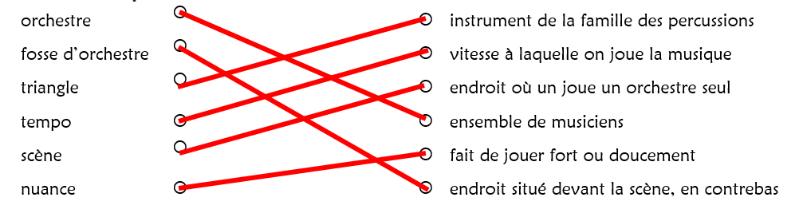 orchestre
instrument de la famille des percussions
fosse d'orchestre
vitesse à laquelle on joue la musique
triangle
endroit où un joue un orchestre seul
tempo
ensemble de musiciens
scène
fait de jouer fort ou doucement
nuance
endroit situé devant la scène, en contrebas